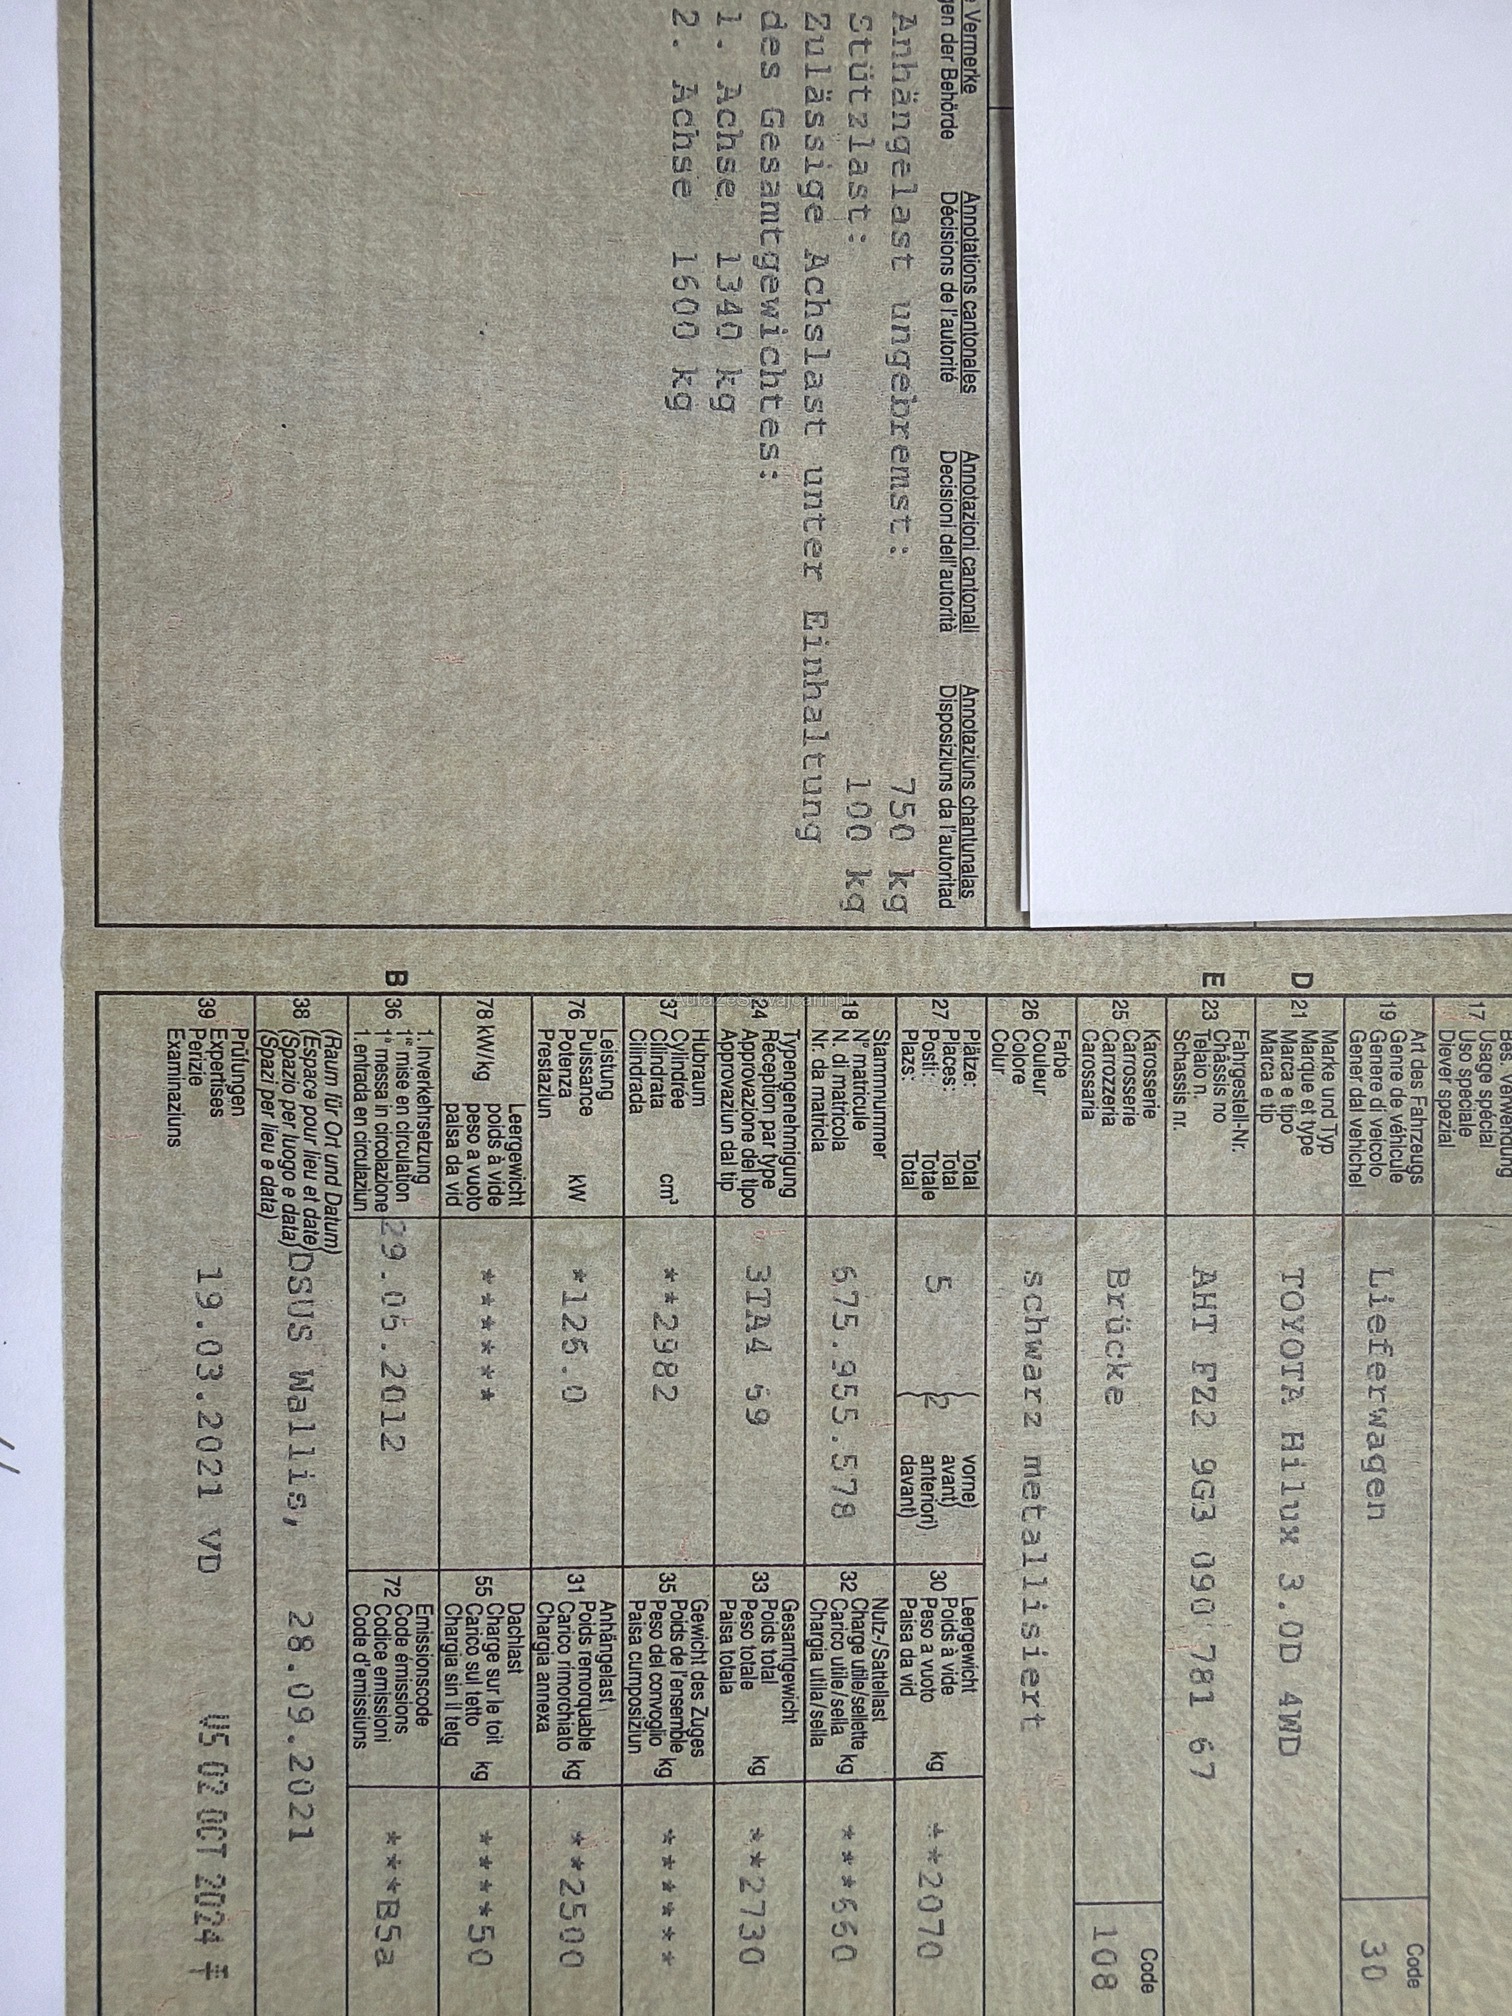 e Vermerke Annotations cantonales Annotazioni cantonali Annotaziuns chantunalas
gen der Behörde Décisions de l'autorité Decisioni dell'autorità Disposiziuns da l'autoritad
Anhängelast ungebremst: 750 kg
Stützlast: 100 kg
Zulässige Achslast unter Einhaltung
des Gesamtgewichtes:
1. Achse 1340 kg
2. Achse 1600 kg
17 Usage spécial
Uso speciale
Diever spezial
Art des Fahrzeugs
19 Genre de véhicule
Genere di veicolo
Gener dal vehichel
Lieferwagen
Code
30
Marke und Typ
D 21 Marque et type
Marca e tipo
Marca e tip
TOYOTA Hilux 3.0D 4WD
Fahrgestell-Nr.
E 23 Châssis no
Telaio n.
Schassis nr.
AHT FZ2 9G3 090 781 67
Karosserie
25 Carrosserie
Carrozzeria
Carossaria
Brücke
Code
108
Farbe
26 Couleur
Colore
Colur
schwarz metallisiert
Plätze: Total
27 Places: Total
Posti: Totale
Plazs: Total
5
2
vorne)
avant)
anteriori)
davant)
Leergewicht
30 Poids à vide
Peso a vuoto kg
Paisa da vid
**2070
Stammnummer
18 N° matricule
N. di matricola
Nr. da matricla
675.955.578
Nutz-/Sattellast
32 Charge utile/sellette
Carico utile/sella kg
Chargia utila/sella
***660
Typengenehmigung
24 Réception par type
Approvazione del tipo
Approvaziun dal tip
3TA4 59
Gesamtgewicht
33 Poids total
Peso totale kg
Paisa totala
**2730
Hubraum
37 Cylindrée
Cilindrata cm³
Cilindrada
**2982
Gewicht des Zuges
35 Poids de l'ensemble
Peso del convoglio kg
Paisa cumposiziun
******
Leistung
76 Puissance
Potenza kW
Prestaziun
*126.0
Anhängelast
31 Poids remorquable
Carico rimorchiato kg
Chargia annexa
**2500
Leergewicht
78 kW/kg poids à vide
peso a vuoto
paisa da vid
******
Dachlast
55 Charge sur le toit
Carico sul tetto kg
Chargia sin il tetg
****50
1. Inverkehrsetzung
B 36 1re mise en circulation
1a messa in circolazione
1. entrada en circulaziun
29.05.2012
Emissionscode
72 Code émissions
Codice emissioni
Code d'emissiuns
***B5a
(Raum für Ort und Datum)
38 (Espace pour lieu et date)
(Spazio per luogo e data)
(Spazi per lieu e data)
DSUS Wallis, 28.09.2021
Prüfungen
39 Expertises
Perizie
Examinaziuns
19.03.2021 VD
VS 02 OCT 2024
AutaZeSzwajcarii.pl